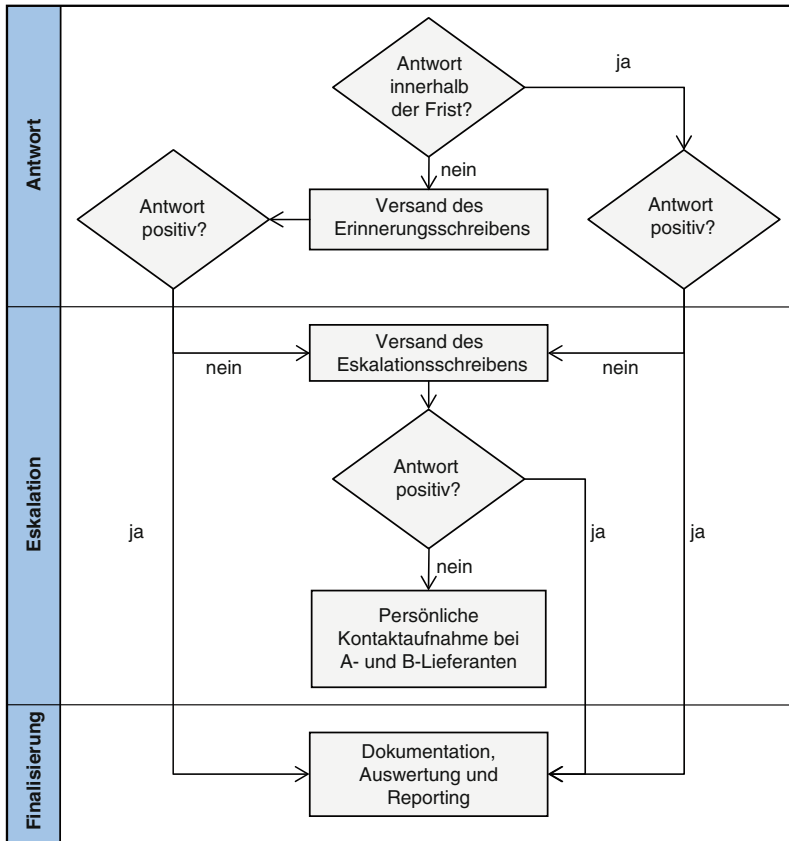 Antwort
Antwort
innerhalb
der Frist?
ja
nein
Antwort
positiv?
Versand des
Erinnerungsschreibens
Antwort
positiv?
Eskalation
Versand des
Eskalationsschreibens
nein
nein
Antwort
positiv?
ja
ja
ja
nein
Persönliche
Kontaktaufnahme bei
A- und B-Lieferanten
Finalisierung
Dokumentation,
Auswertung und
Reporting